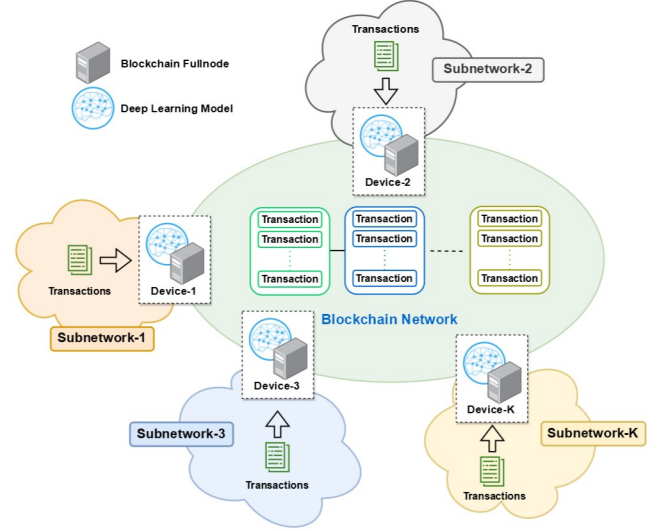 Transactions
Blockchain Fullnode
Subnetwork-2
Deep Learning Model
Device-2
Transaction
Transaction
Transaction
Transaction
Transaction
Transaction
Transaction
Transaction
Transaction
Transactions
Device-1
Subnetwork-1
Blockchain Network
Device-3
Device-K
Subnetwork-3
Subnetwork-K
Transactions
Transactions